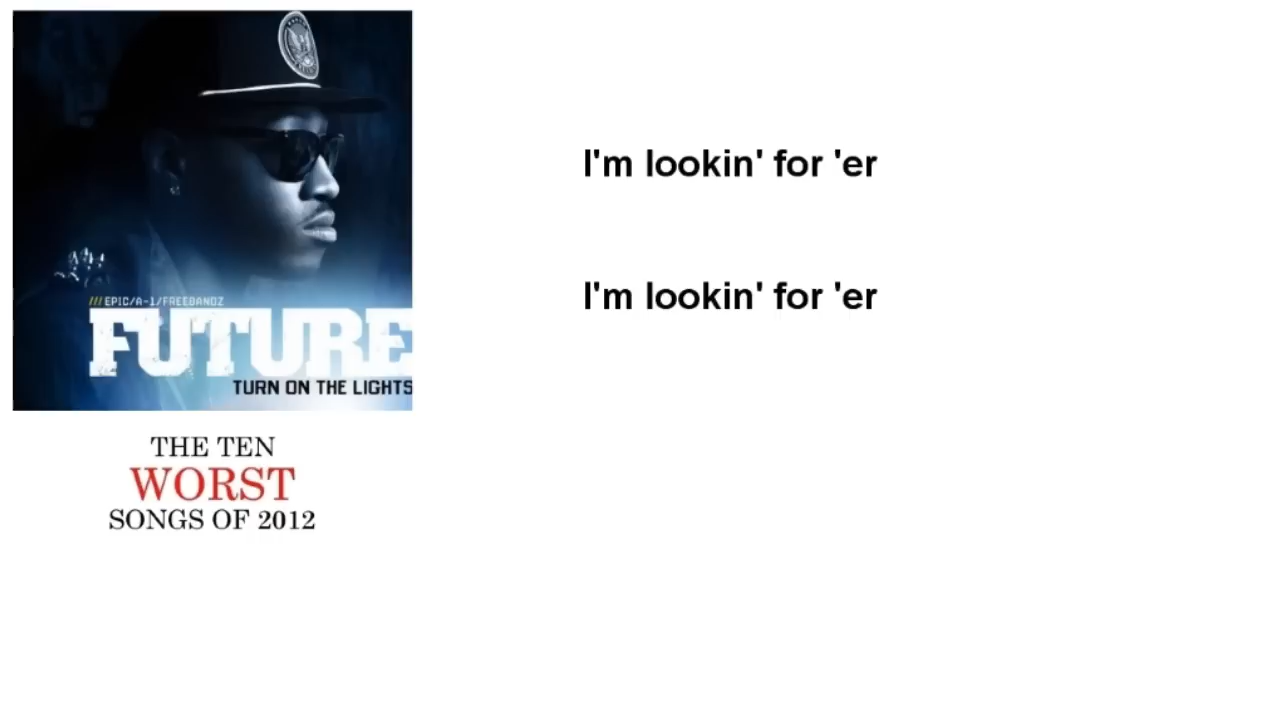 ///EPIC/A-1/FREEBANDZ
FUTURE
TURN ON THE LIGHTS
THE TEN
WORST
SONGS OF 2012
I'm lookin' for 'er
I'm lookin' for 'er